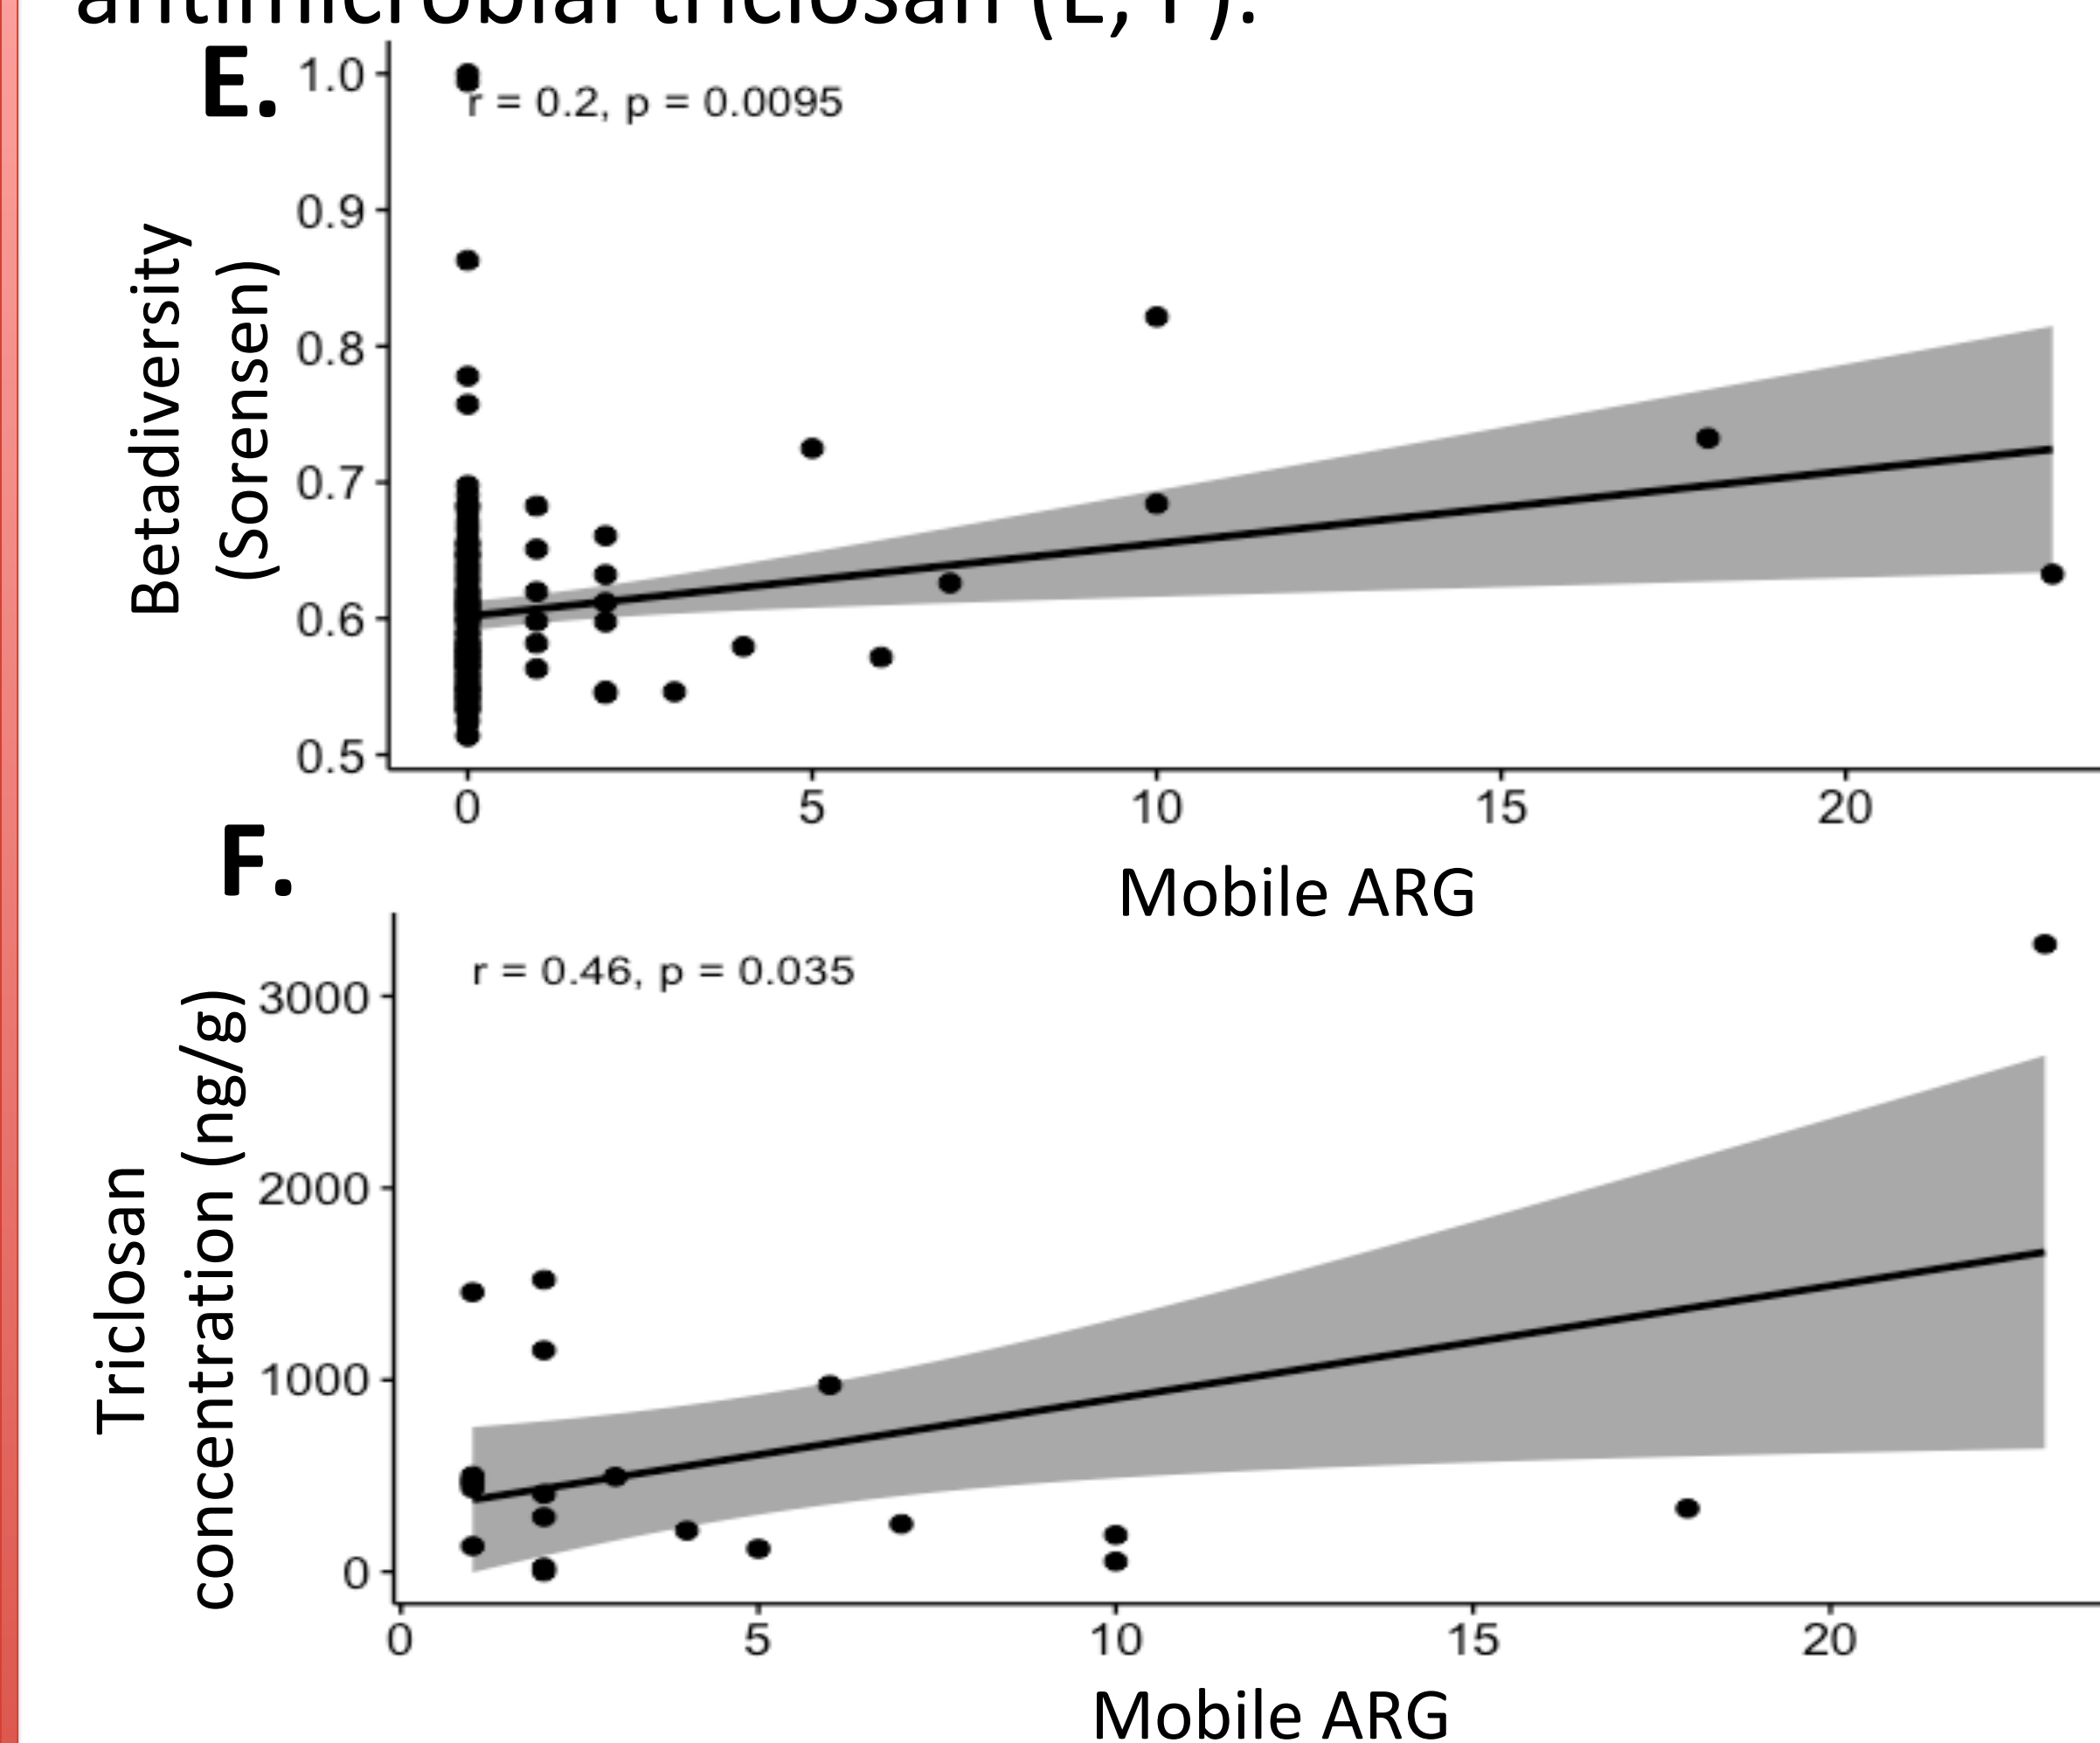 antimicrobial triclosan (E, F).
E.
r = 0.2, p = 0.0095
Betadiversity
(Sorensen)
1.0
0.9
0.8
0.7
0.6
0.5
0 5 10 15 20
Mobile ARG
F.
r = 0.46, p = 0.035
Triclosan
concentration (ng/g)
3000
2000
1000
0
0 5 10 15 20
Mobile ARG